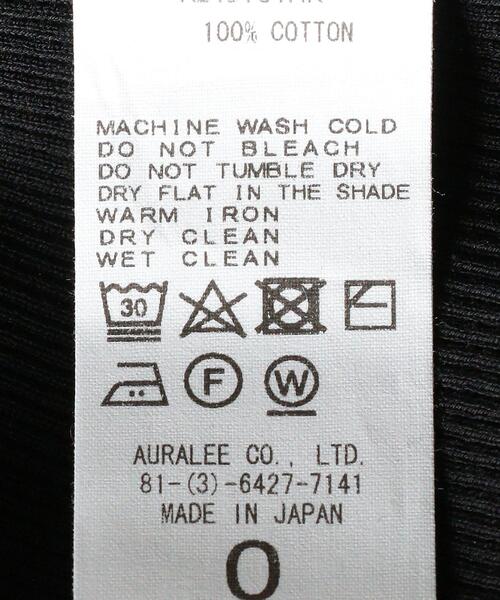 100% COTTON
MACHINE WASH COLD
DO NOT BLEACH
DO NOT TUMBLE DRY
DRY FLAT IN THE SHADE
WARM IRON
DRY CLEAN
WET CLEAN
30
F W
AURALEE CO., LTD.
81-(3)-6427-7141
MADE IN JAPAN
0